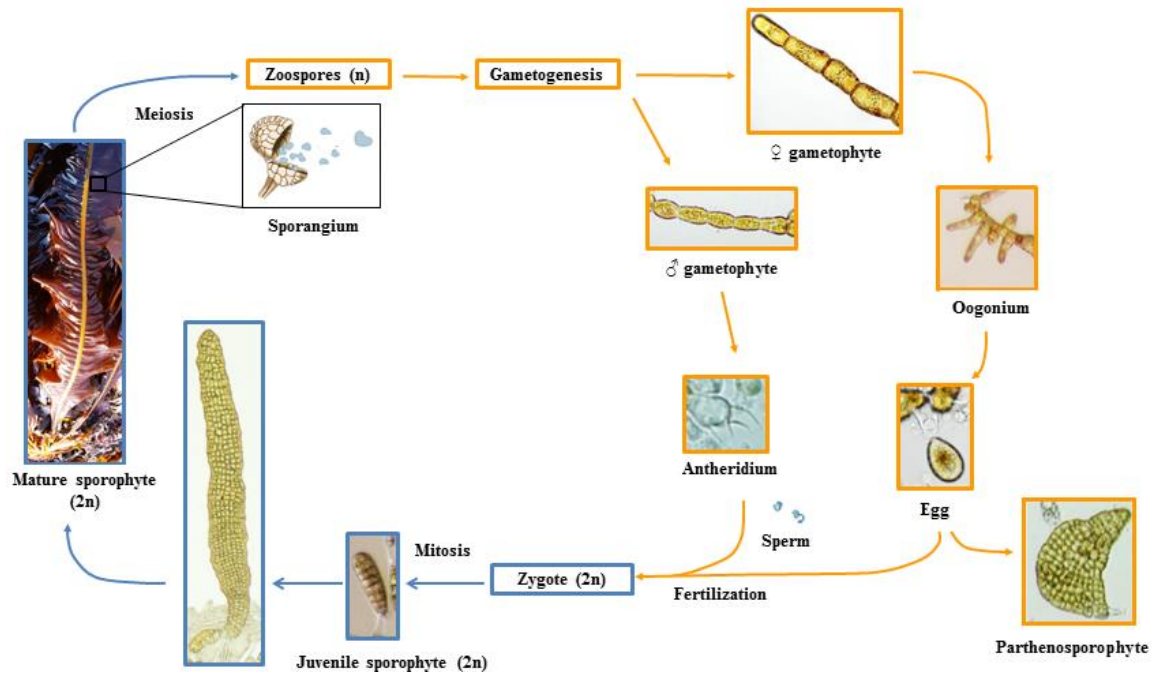 Zoospores (n)
Gametogenesis
Meiosis
♀ gametophyte
Sporangium
♂ gametophyte
Oogonium
Antheridium
Mature sporophyte
(2n)
Egg
Sperm
Mitosis
Zygote (2n)
Fertilization
Juvenile sporophyte (2n)
Parthenosporophyte